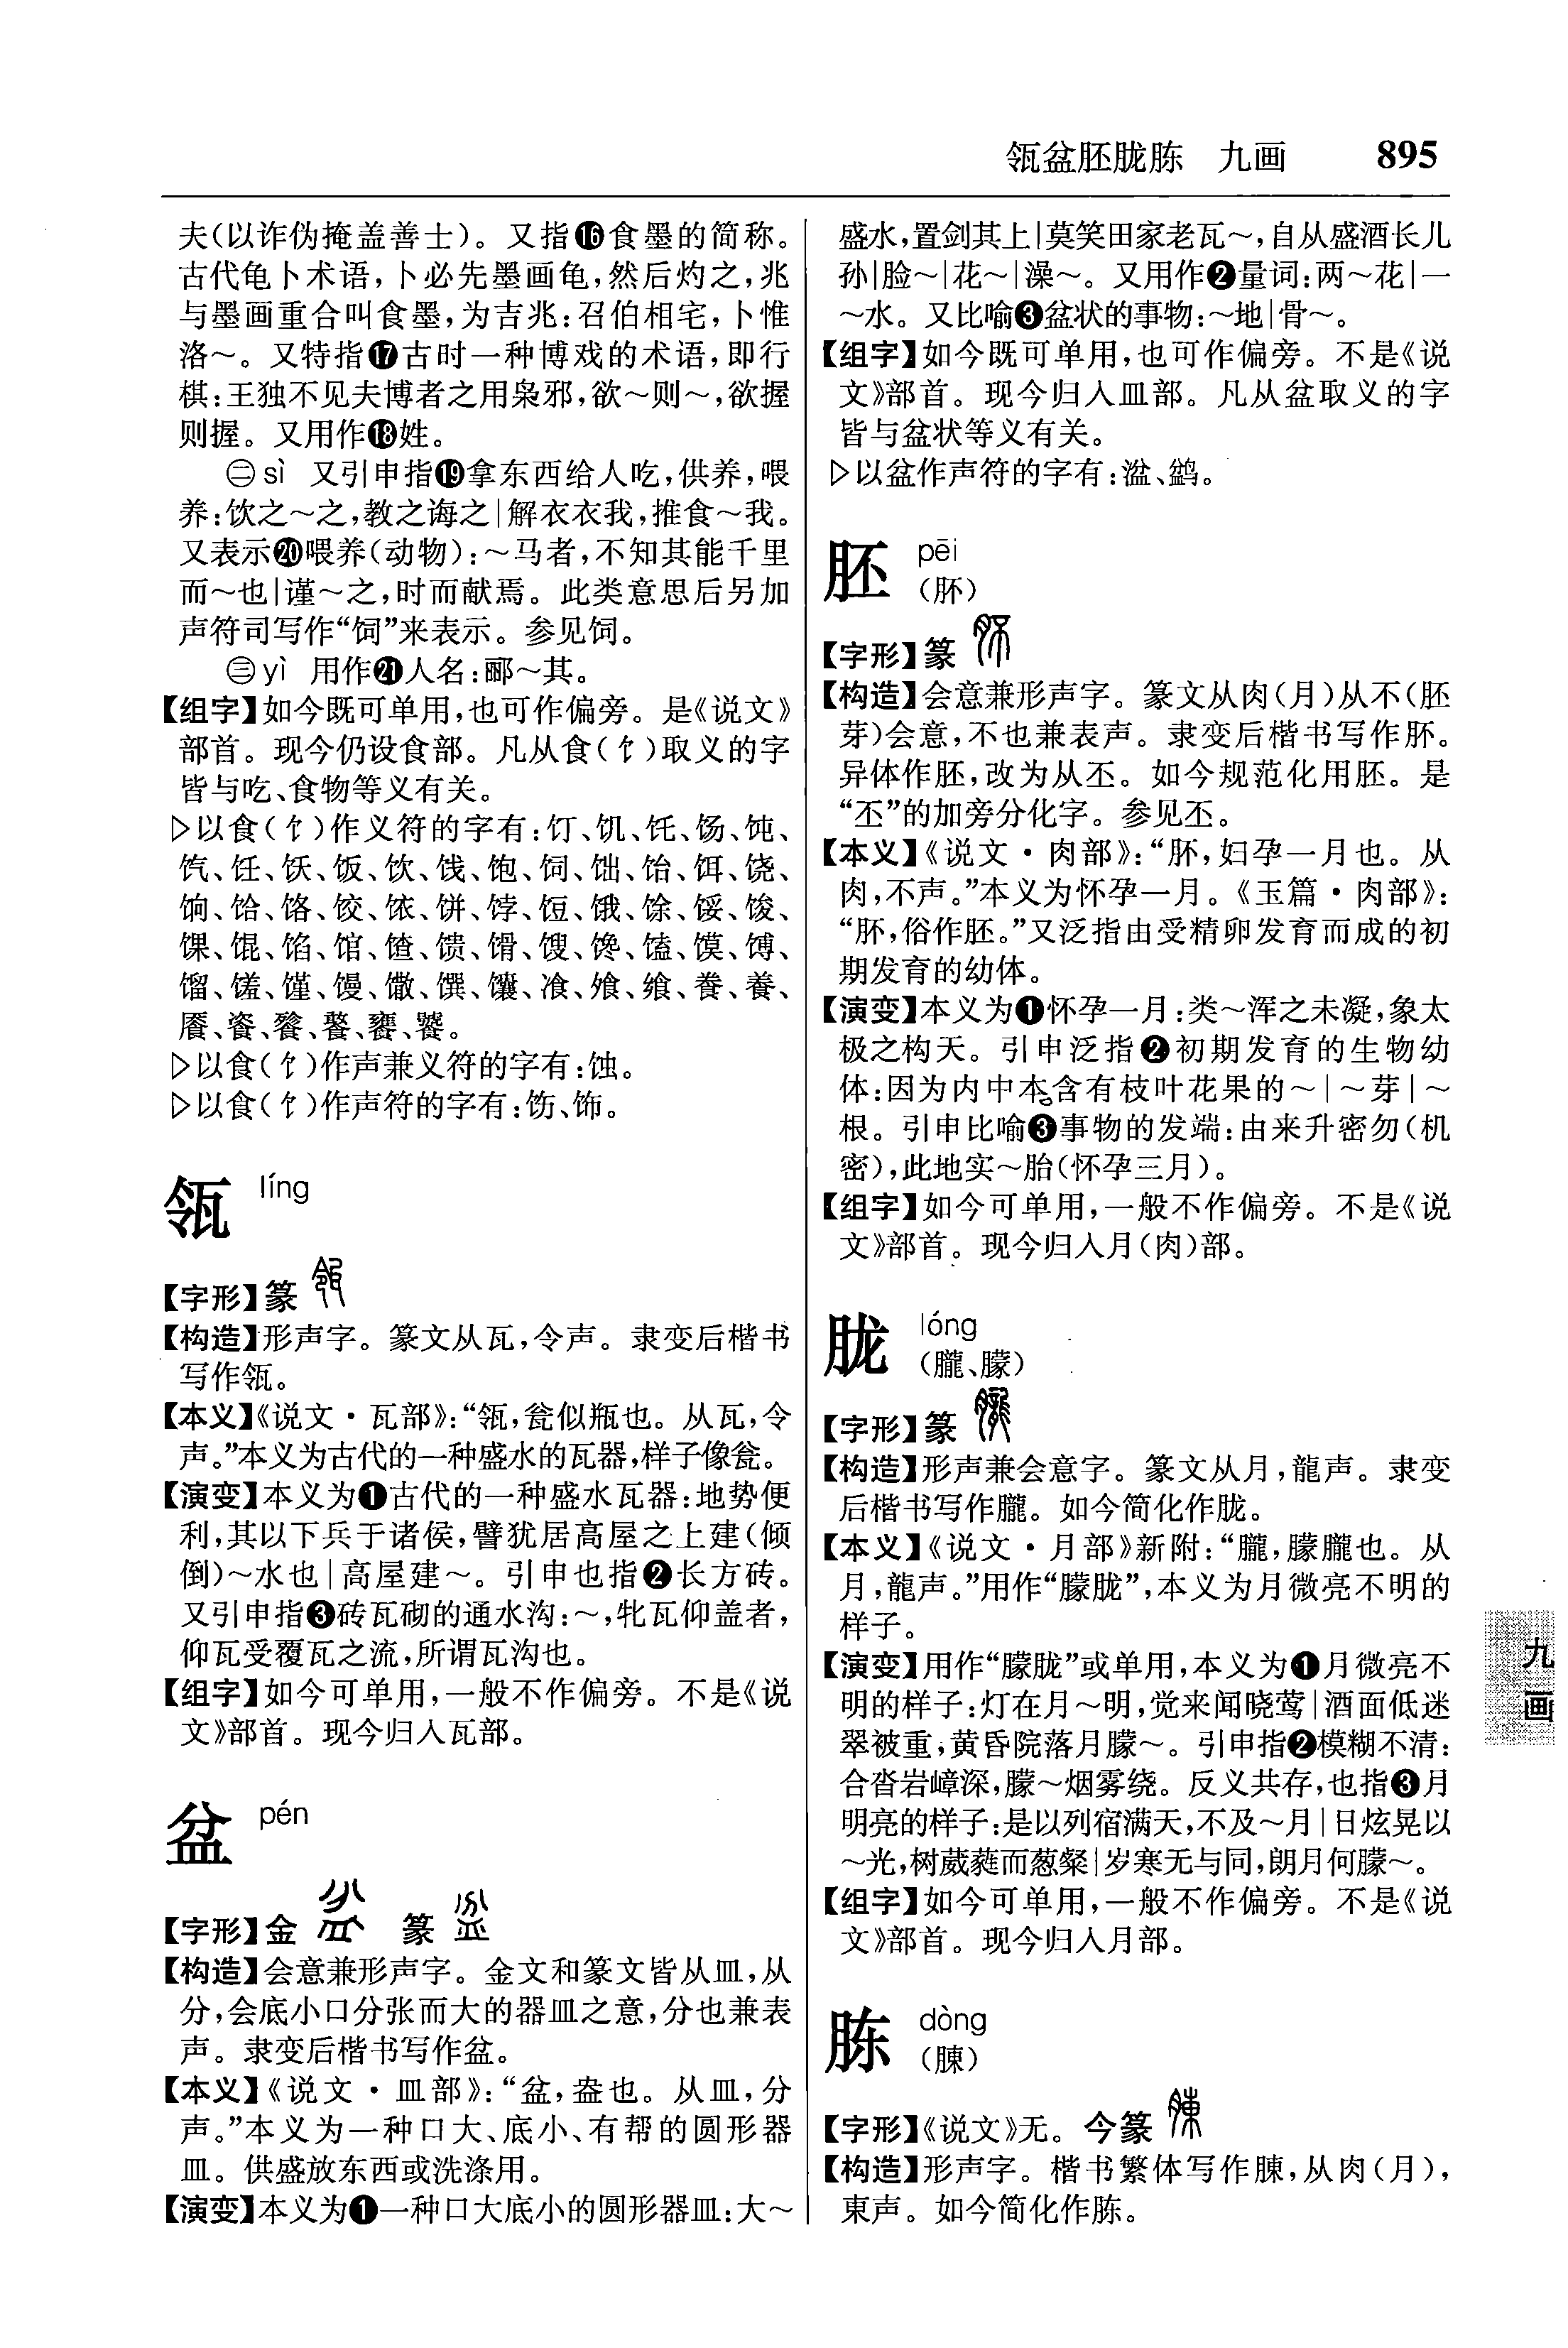 瓴盆胚胧胨　九画　895
夫(以诈伪掩盖善士)。又指⓰食墨的简称。
古代龟卜术语,卜必先墨画龟,然后灼之,兆
与墨画重合叫食墨,为吉兆:召伯相宅,卜惟
洛～。又特指⓱古时一种博戏的术语,即行
棋:王独不见夫博者之用枭邪,欲～则～,欲握
则握。又用作⓲姓。
㊁sì　又引申指⓳拿东西给人吃,供养,喂
养:饮之～之,教之诲之|解衣衣我,推食～我。
又表示⓴喂养(动物):～马者,不知其能千里
而～也|谨～之,时而献焉。此类意思后另加
声符司写作“饲”来表示。参见饲。
㊂yì　用作㉑人名:郦～其。
【组字】如今既可单用,也可作偏旁。是《说文》
部首。现今仍设食部。凡从食(饣)取义的字
皆与吃、食物等义有关。
▷以食(饣)作义符的字有:饤、饥、饦、饧、饨、
饩、饪、饫、饭、饮、饯、饱、饲、饳、饴、饵、饶、
饷、饸、饹、饺、饻、饼、饽、饾、饿、馀、馁、馂、
馃、馄、馅、馆、馇、馈、馉、馊、馋、馌、馍、馎、
馏、馐、馑、馒、馓、馔、馕、飡、飧、飨、餋、養、
餍、餈、餮、饕、饔、饗。
▷以食(饣)作声兼义符的字有:蚀。
▷以食(饣)作声符的字有:饬、饰。
瓴　líng
【字形】篆
【构造】形声字。篆文从瓦,令声。隶变后楷书
写作瓴。
【本义】《说文·瓦部》:“瓴,瓮似瓶也。从瓦,令
声。”本义为古代的一种盛水的瓦器,样子像瓮。
【演变】本义为❶古代的一种盛水瓦器:地势便
利,其以下兵于诸侯,譬犹居高屋之上建(倾
倒)～水也|高屋建～。引申也指❷长方砖。
又引申指❸砖瓦砌的通水沟:～,牝瓦仰盖者,
仰瓦受覆瓦之流,所谓瓦沟也。
【组字】如今可单用,一般不作偏旁。不是《说
文》部首。现今归入瓦部。
盆　pén
【字形】金　篆
【构造】会意兼形声字。金文和篆文皆从皿,从
分,会底小口分张而大的器皿之意,分也兼表
声。隶变后楷书写作盆。
【本义】《说文·皿部》:“盆,盎也。从皿,分
声。”本义为一种口大、底小、有帮的圆形器
皿。供盛放东西或洗涤用。
【演变】本义为❶一种口大底小的圆形器皿:大～
盛水,置剑其上|莫笑田家老瓦～,自从盛酒长儿
孙|脸～|花～|澡～。又用作❷量词:两～花|一
～水。又比喻❸盆状的事物:～地|骨～。
【组字】如今既可单用,也可作偏旁。不是《说
文》部首。现今归入皿部。凡从盆取义的字
皆与盆状等义有关。
▷以盆作声符的字有:湓、鹚。
胚　pēi
（肧）
【字形】篆
【构造】会意兼形声字。篆文从肉(月)从不(胚
芽)会意,不也兼表声。隶变后楷书写作肧。
异体作胚,改为从丕。如今规范化用胚。是
“丕”的加旁分化字。参见丕。
【本义】《说文·肉部》:“肧,妇孕一月也。从
肉,不声。”本义为怀孕一月。《玉篇·肉部》:
“肧,俗作胚。”又泛指由受精卵发育而成的初
期发育的幼体。
【演变】本义为❶怀孕一月:类～浑之未凝,象太
极之构天。引申泛指❷初期发育的生物幼
体:因为内中本含有枝叶花果的～|～芽|～
根。引申比喻❸事物的发端:由来升密勿(机
密),此地实～胎(怀孕三月)。
【组字】如今可单用,一般不作偏旁。不是《说
文》部首。现今归入月(肉)部。
胧　lóng
（朧、朦）
【字形】篆
【构造】形声兼会意字。篆文从月,龍声。隶变
后楷书写作朧。如今简化作胧。
【本义】《说文·月部》新附:“朧,朦朧也。从
月,龍声。”用作“朦胧”,本义为月微亮不明的
样子。
【演变】用作“朦胧”或单用,本义为❶月微亮不
明的样子:灯在月～明,觉来闻晓莺|酒面低迷
翠被重,黄昏院落月朦～。引申指❷模糊不清:
合沓岩嶂深,朦～烟雾绕。反义共存,也指❸月
明亮的样子:是以列宿满天,不及～月|日炫晃以
～光,树葳蕤而葱粲|岁寒无与同,朗月何朦～。
【组字】如今可单用,一般不作偏旁。不是《说
文》部首。现今归入月部。
胨　dòng
（腖）
【字形】《说文》无。今篆
【构造】形声字。楷书繁体写作腖,从肉(月),
東声。如今简化作胨。
九
画